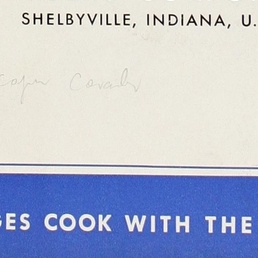 SHELBYVILLE, INDIANA, U.
GES COOK WITH THE